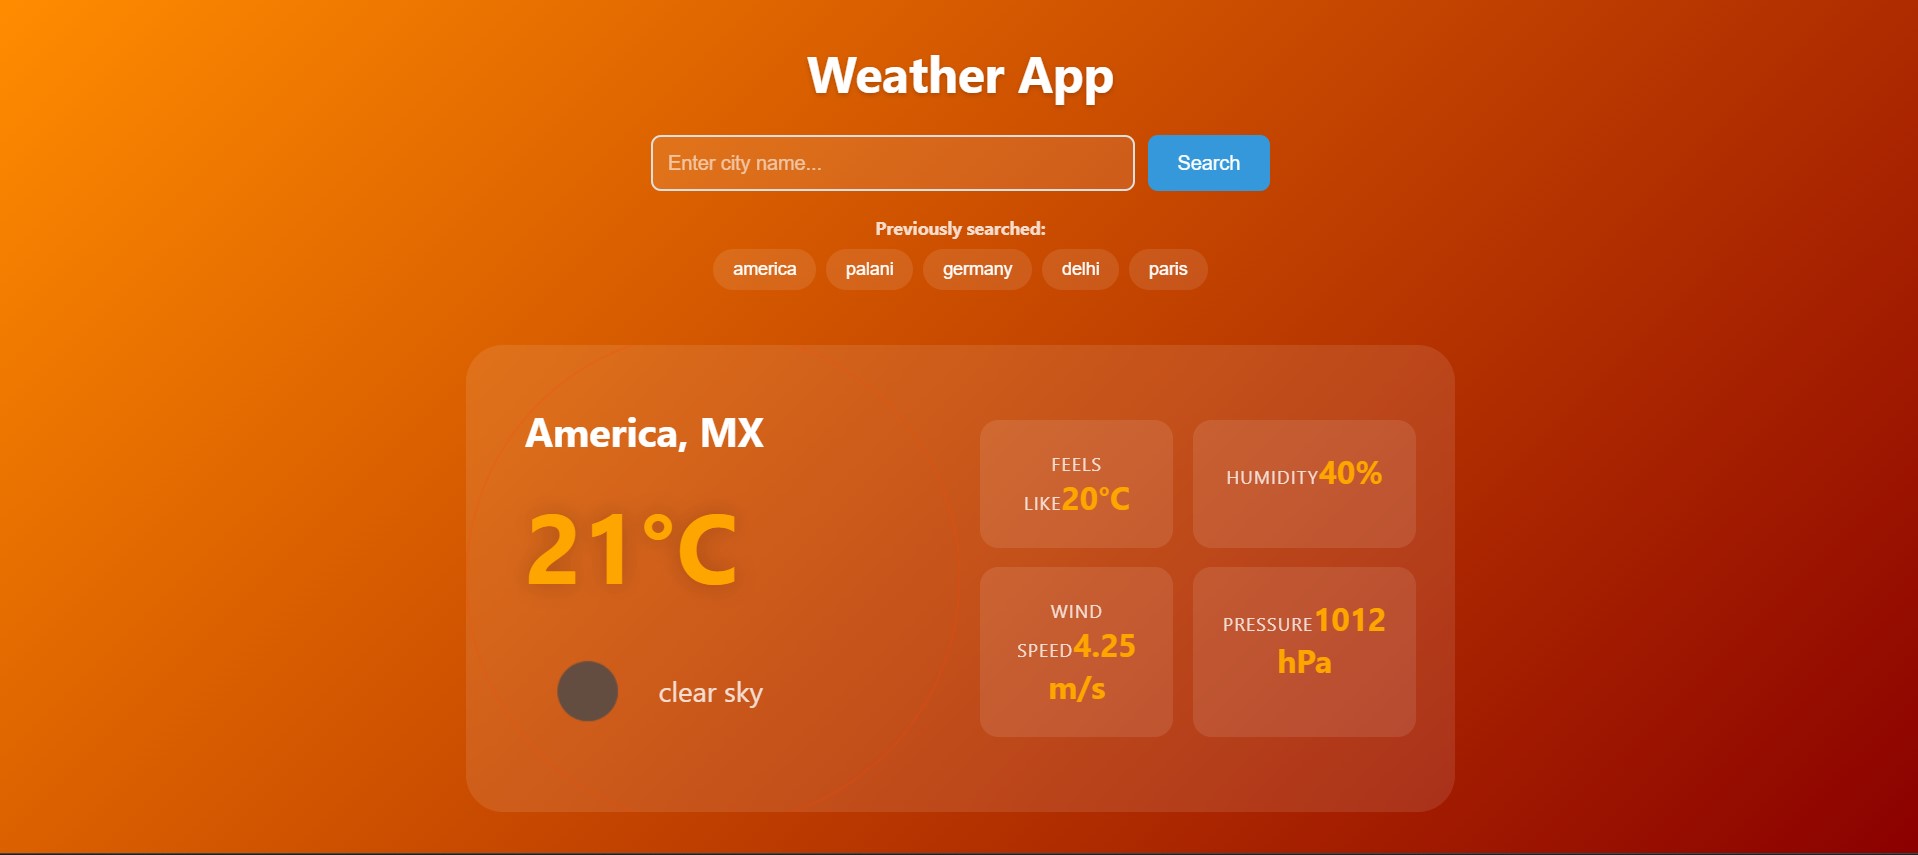 Weather App
Enter city name...
Search
Previously searched:
america
palani
germany
delhi
paris
America, MX
21°C
clear sky
FEELS
LIKE20°C
HUMIDITY40%
WIND
SPEED4.25
m/s
PRESSURE1012
hPa